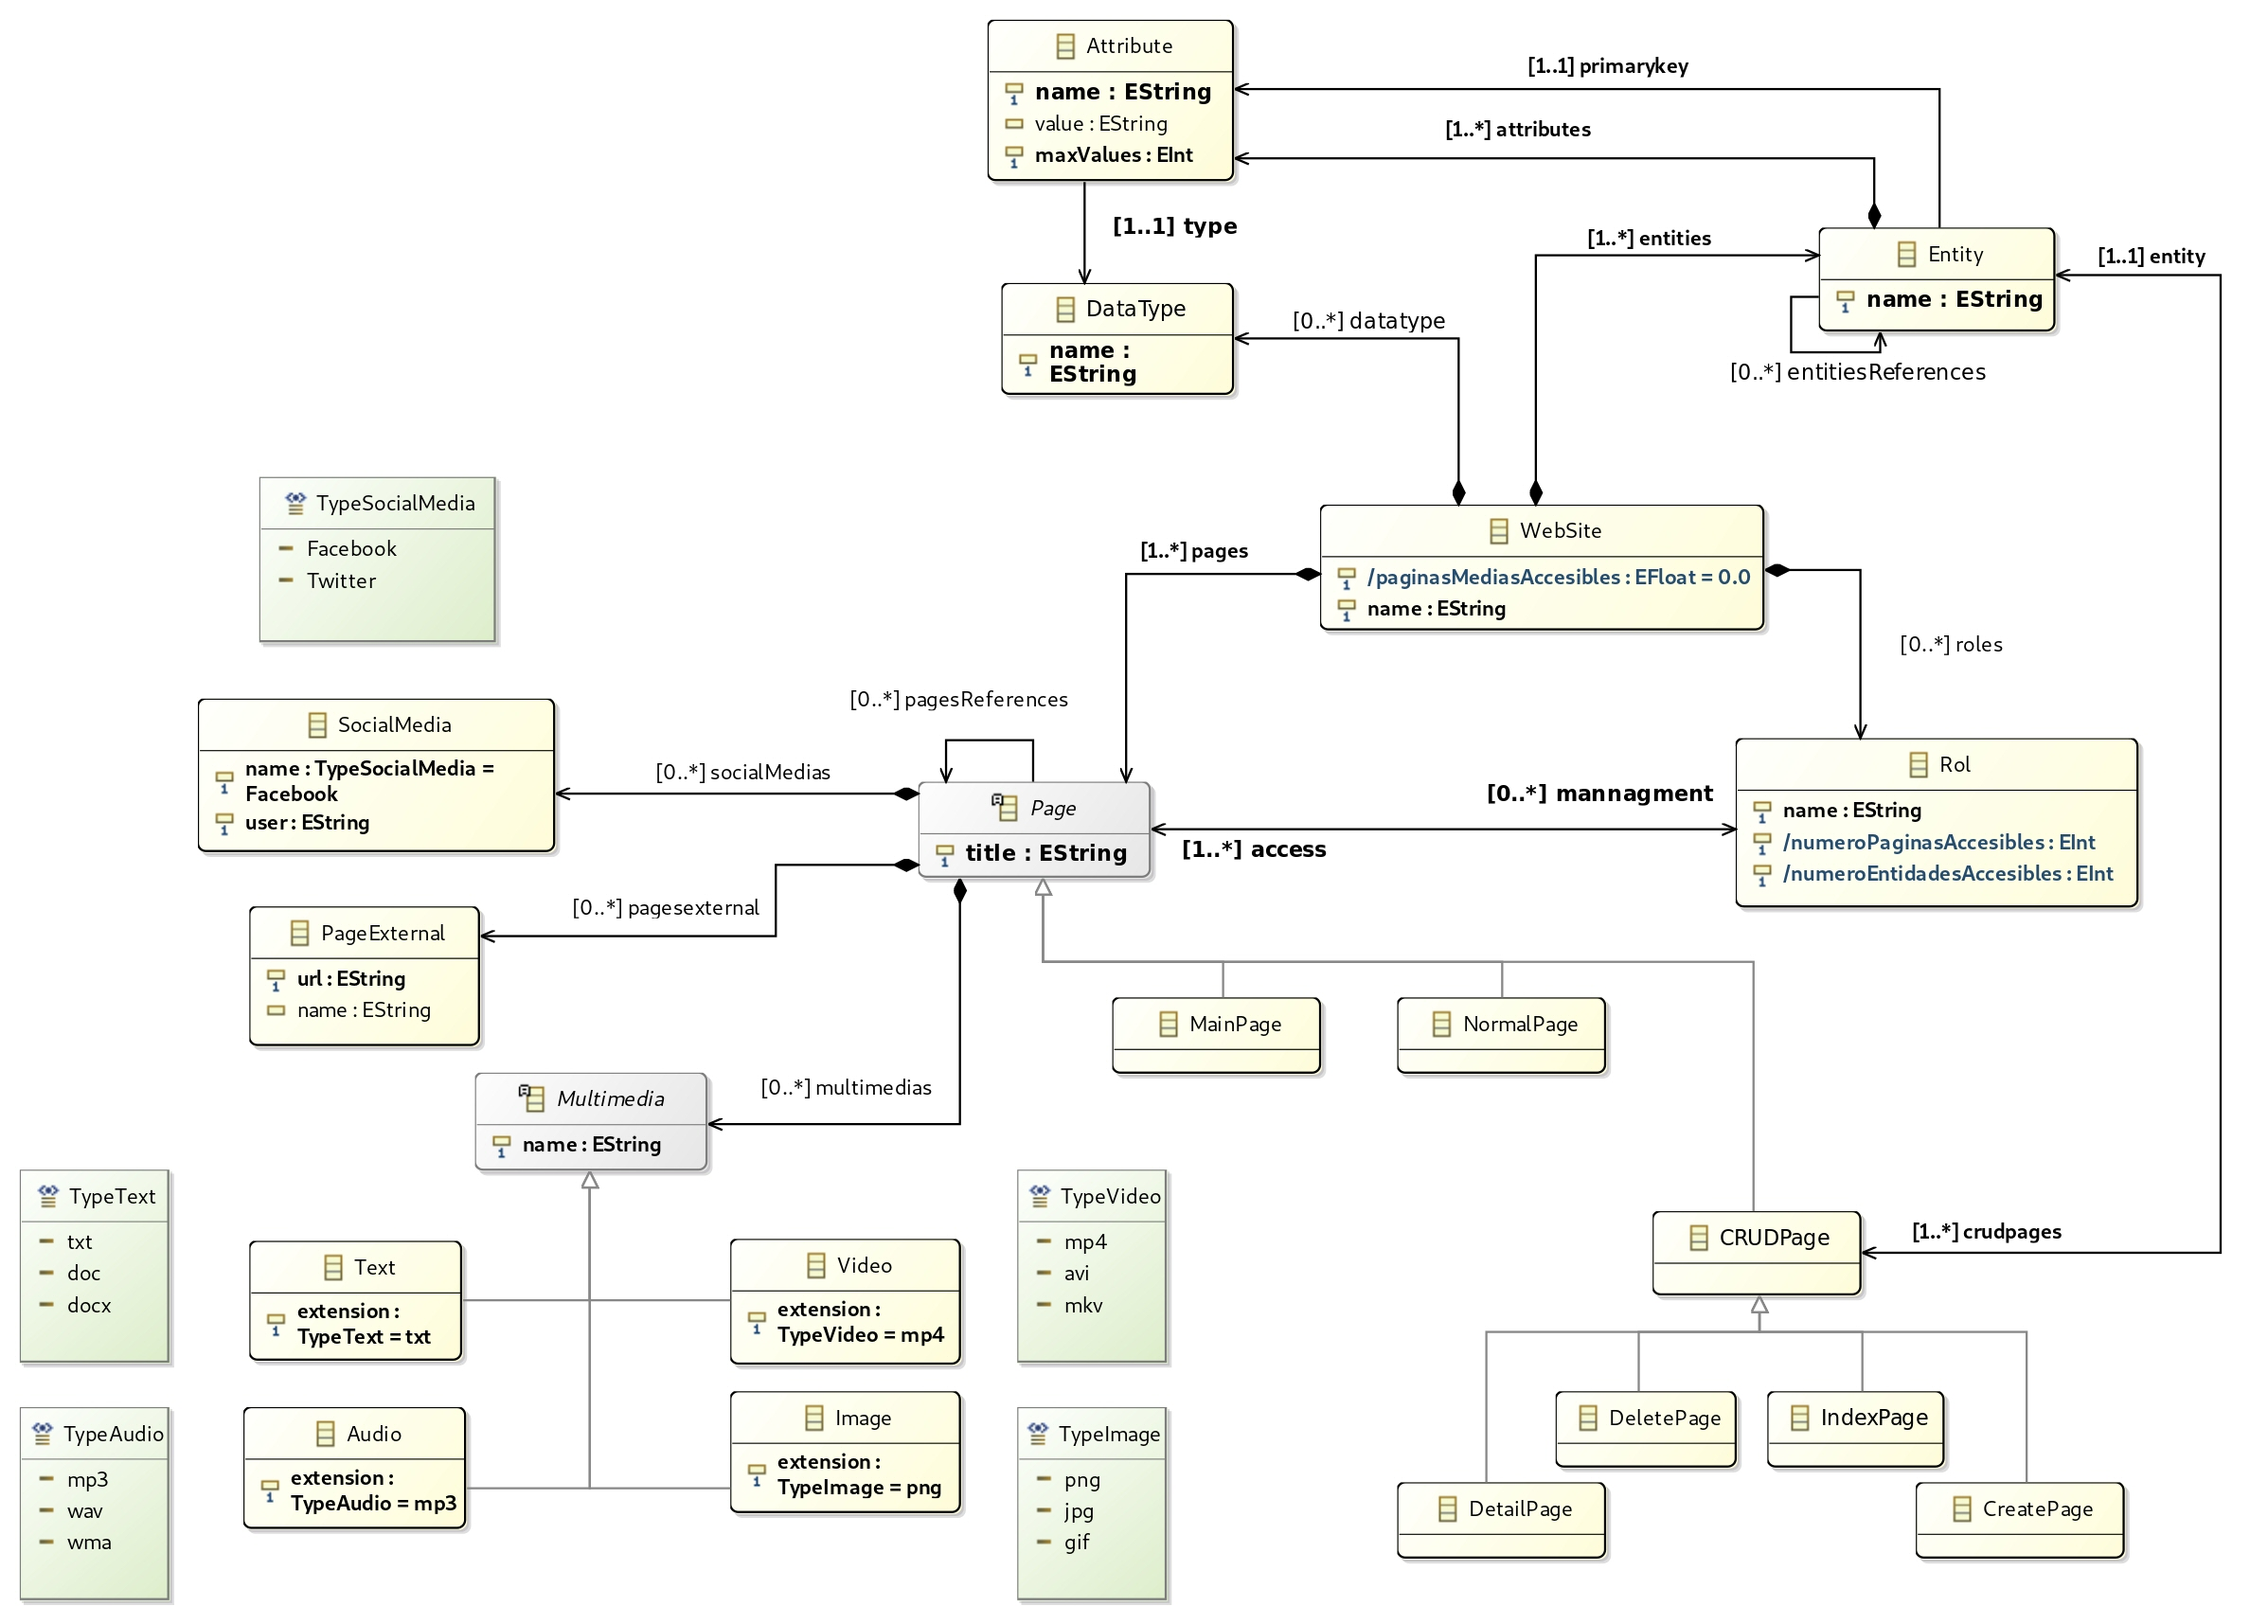 Attribute
name : EString
value : EString
maxValues : EInt
[1..1] primarykey
[1..*] attributes
[1..1] type
[1..*] entities
Entity
name : EString
[1..1] entity
[0..*] entitiesReferences
DataType
name :
EString
[0..*] datatype
TypeSocialMedia
Facebook
Twitter
WebSite
/paginasMediasAccesibles : EFloat = 0.0
name : EString
[1..*] pages
[0..*] roles
[0..*] pagesReferences
SocialMedia
name : TypeSocialMedia =
Facebook
user : EString
[0..*] socialMedias
Page
title : EString
[0..*] mannagment
[1..*] access
Rol
name : EString
/numeroPaginasAccesibles : EInt
/numeroEntidadesAccesibles : EInt
[0..*] pagesexternal
PageExternal
url : EString
name : EString
MainPage
NormalPage
Multimedia
name : EString
[0..*] multimedias
TypeText
txt
doc
docx
Text
extension :
TypeText = txt
Video
extension :
TypeVideo = mp4
TypeVideo
mp4
avi
mkv
CRUDPage
[1..*] crudpages
TypeAudio
mp3
wav
wma
Audio
extension :
TypeAudio = mp3
Image
extension :
TypeImage = png
TypeImage
png
jpg
gif
DeletePage
IndexPage
DetailPage
CreatePage